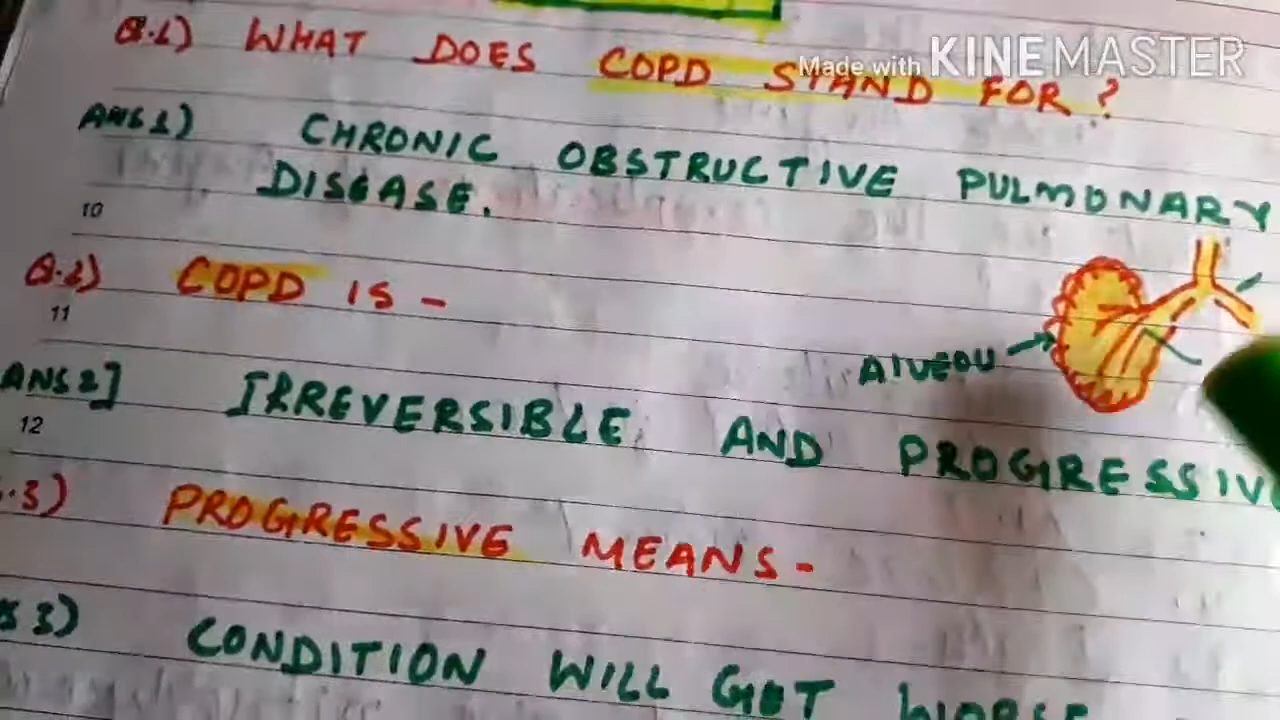 Q.1) WHAT DOES COPD STAND FOR ?
Made with KINEMASTER
ANS 1) CHRONIC OBSTRUCTIVE PULMONARY
DISEASE.
10
Q.2) COPD IS -
11
ALVEOLI
ANS 2] IRREVERSIBLE AND PROGRESSIVE
12
.3) PROGRESSIVE MEANS -
S 3) CONDITION WILL GET WORSE